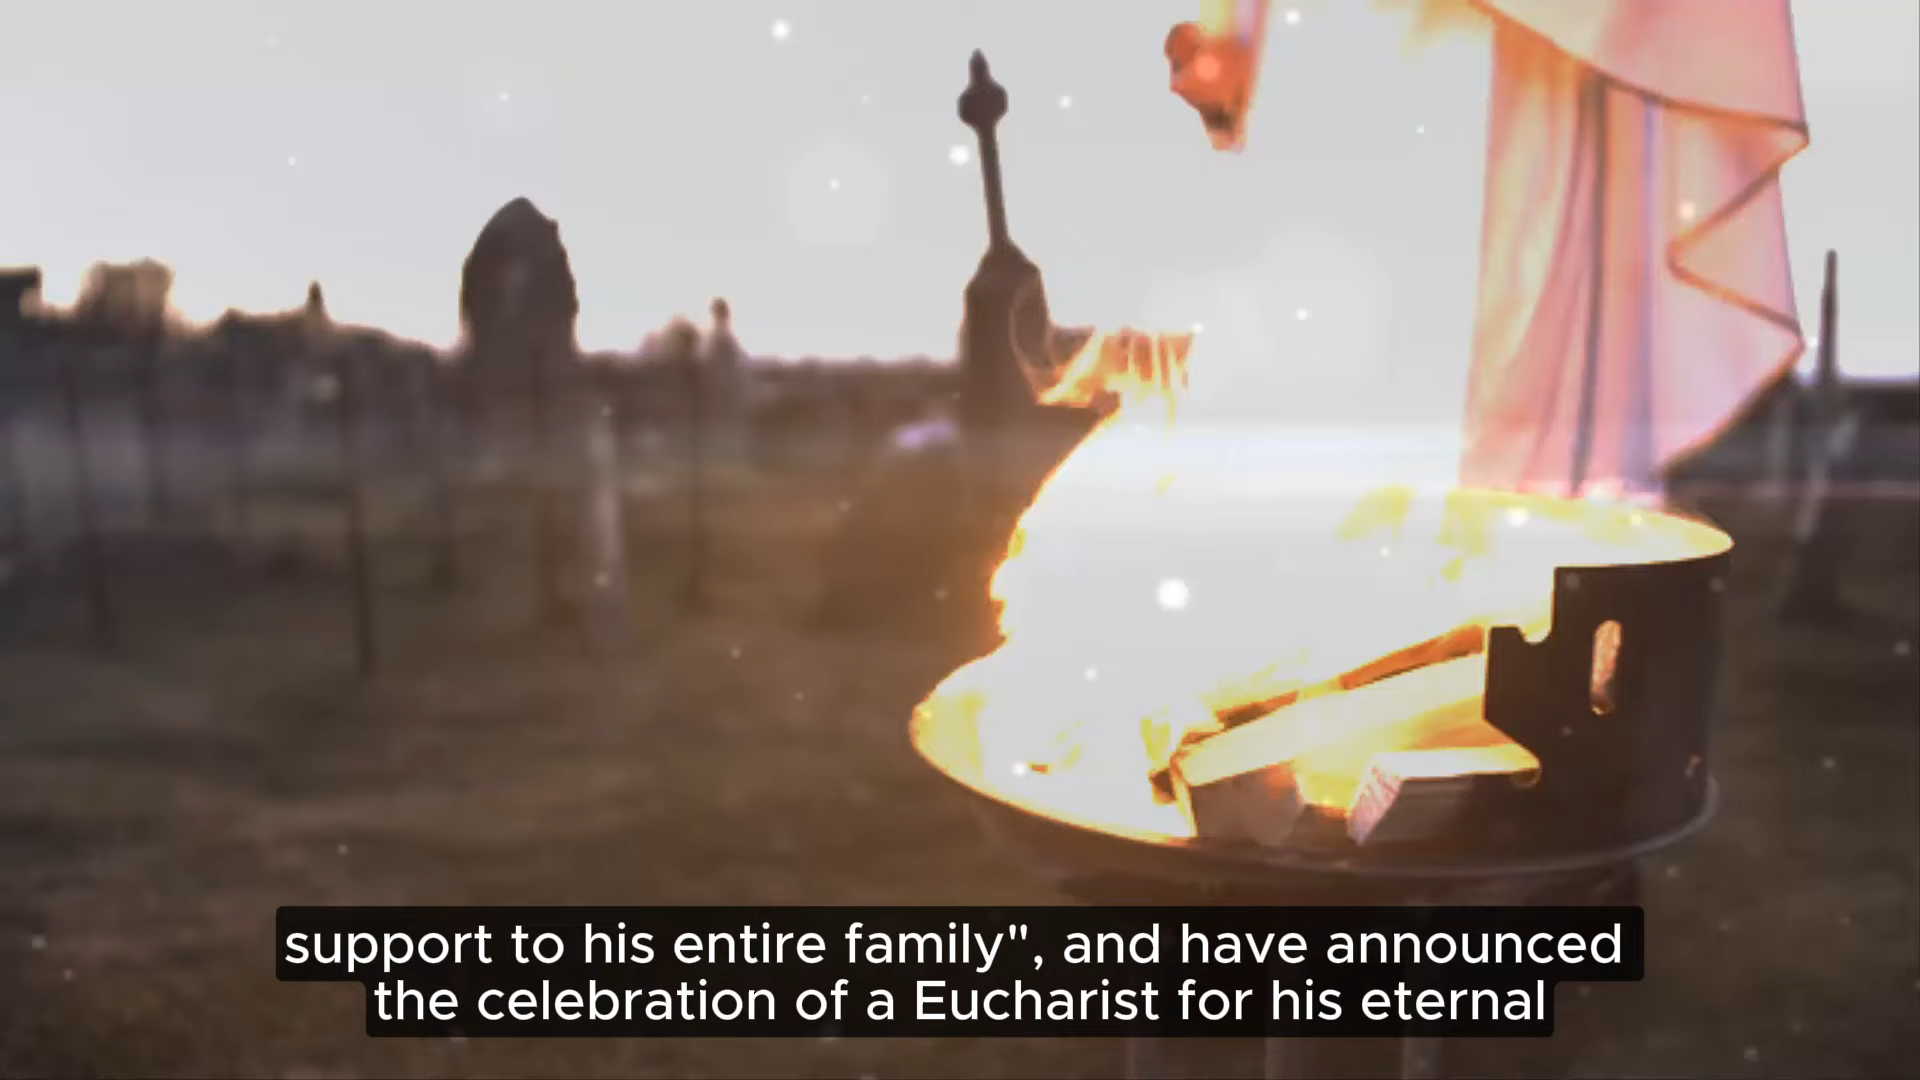 support to his entire family", and have announced
the celebration of a Eucharist for his eternal